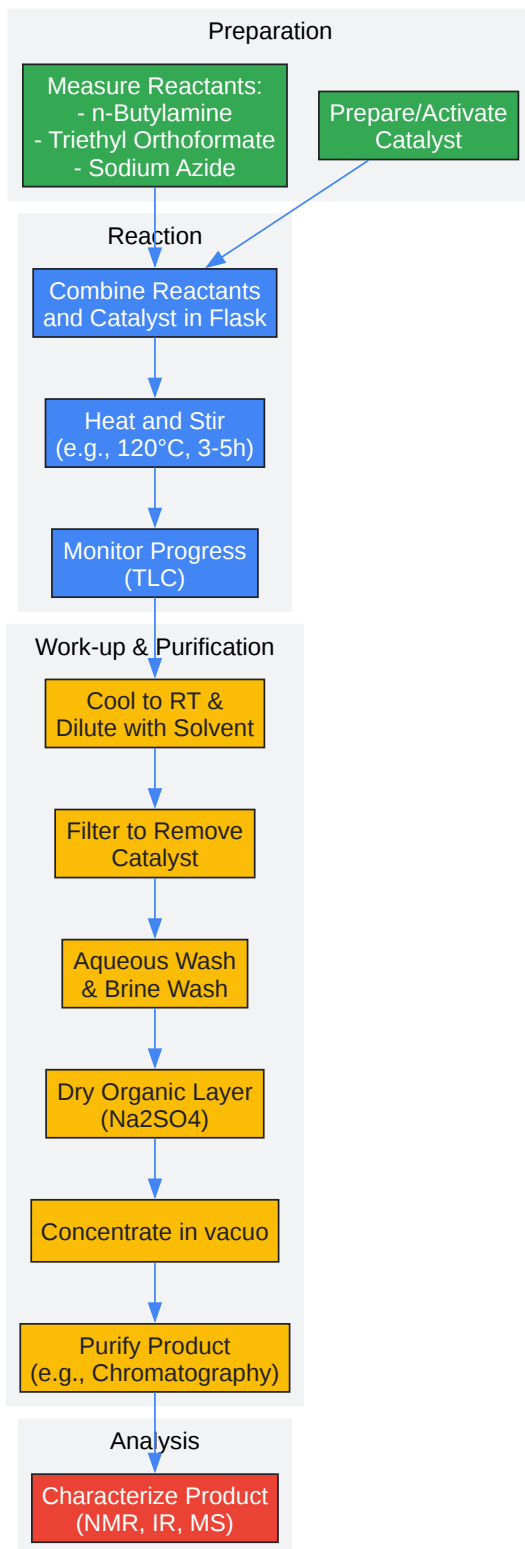 Preparation
Measure Reactants:
- n-Butylamine
- Triethyl Orthoformate
- Sodium Azide
Prepare/Activate
Catalyst
Reaction
Combine Reactants
and Catalyst in Flask
Heat and Stir
(e.g., 120°C, 3-5h)
Monitor Progress
(TLC)
Work-up & Purification
Cool to RT &
Dilute with Solvent
Filter to Remove
Catalyst
Aqueous Wash
& Brine Wash
Dry Organic Layer
(Na2SO4)
Concentrate in vacuo
Purify Product
(e.g., Chromatography)
Analysis
Characterize Product
(NMR, IR, MS)